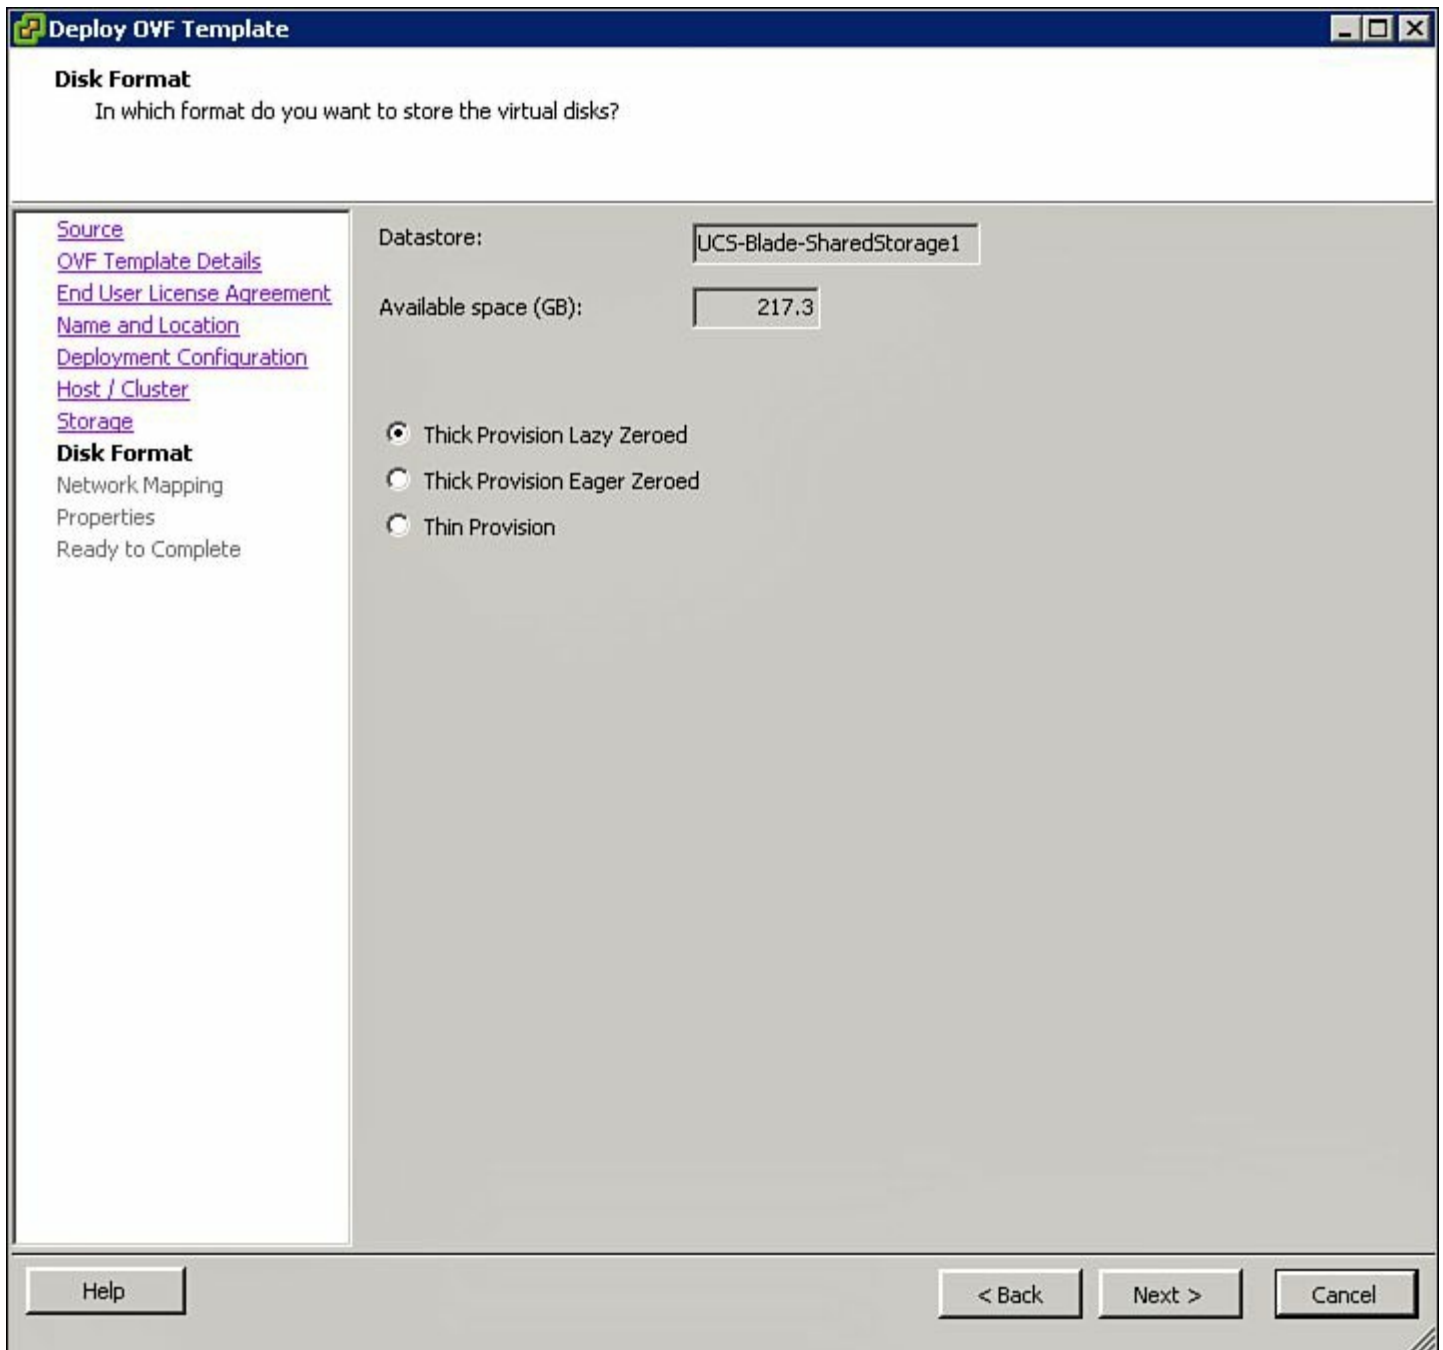 Deploy OVF Template
Disk Format
In which format do you want to store the virtual disks?
Source
OVF Template Details
End User License Agreement
Name and Location
Deployment Configuration
Host / Cluster
Storage
Disk Format
Network Mapping
Properties
Ready to Complete
Datastore: UCS-Blade-SharedStorage1
Available space (GB): 217.3
Thick Provision Lazy Zeroed
Thick Provision Eager Zeroed
Thin Provision
Help < Back Next > Cancel